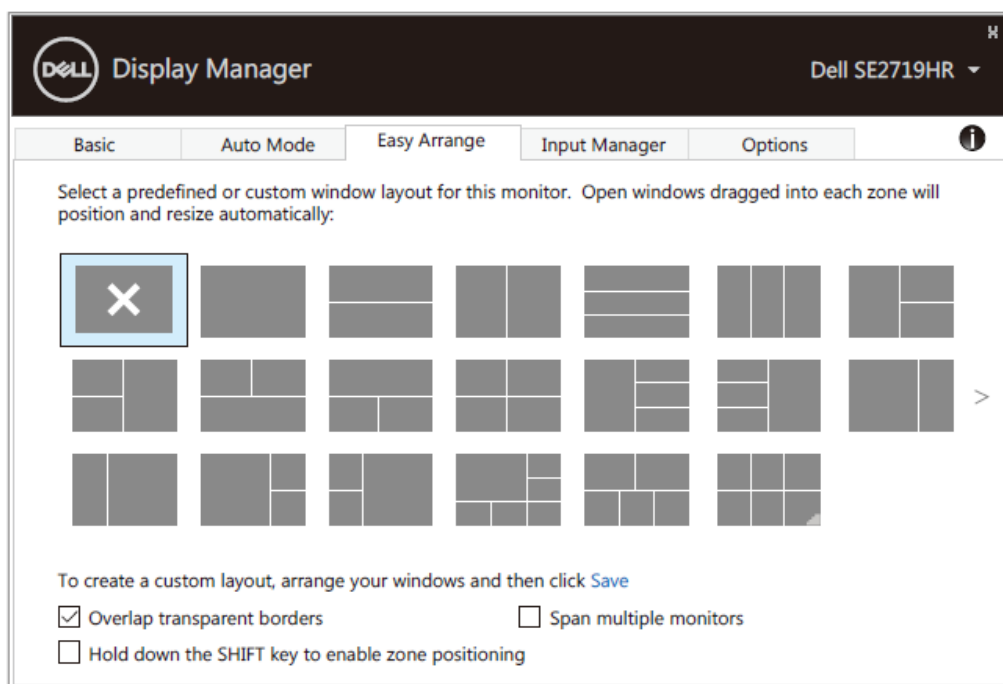 DELL Display Manager
Dell SE2719HR
Basic Auto Mode Easy Arrange Input Manager Options
Select a predefined or custom window layout for this monitor. Open windows dragged into each zone will
position and resize automatically:
To create a custom layout, arrange your windows and then click Save
Overlap transparent borders
Span multiple monitors
Hold down the SHIFT key to enable zone positioning